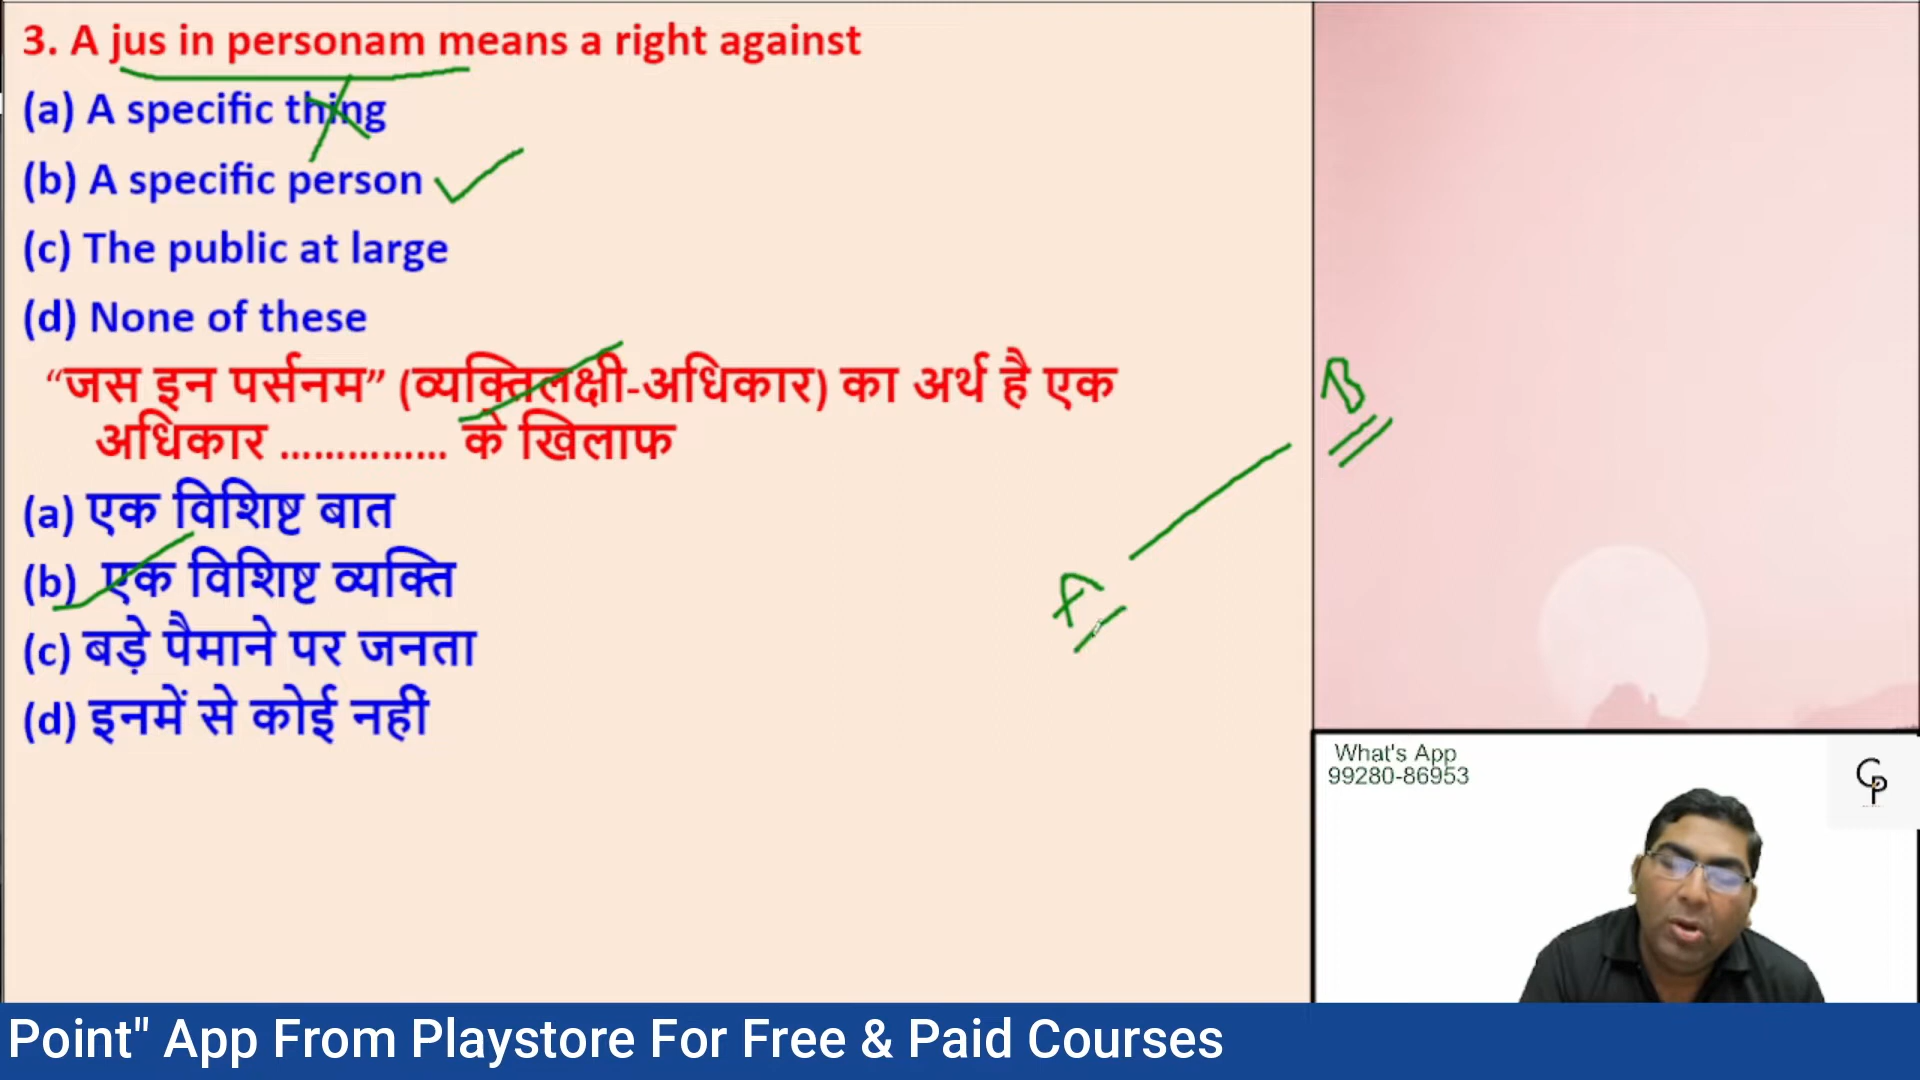 3. A jus in personam means a right against
(a) A specific thing
(b) A specific person
(c) The public at large
(d) None of these
“जस इन पर्सनम” (व्यक्तिलक्षी-अधिकार) का अर्थ है एक
अधिकार ............... के खिलाफ
(a) एक विशिष्ट बात
(b) एक विशिष्ट व्यक्ति
(c) बड़े पैमाने पर जनता
(d) इनमें से कोई नहीं
B
A
What's App
99280-86953
CP
Point" App From Playstore For Free & Paid Courses